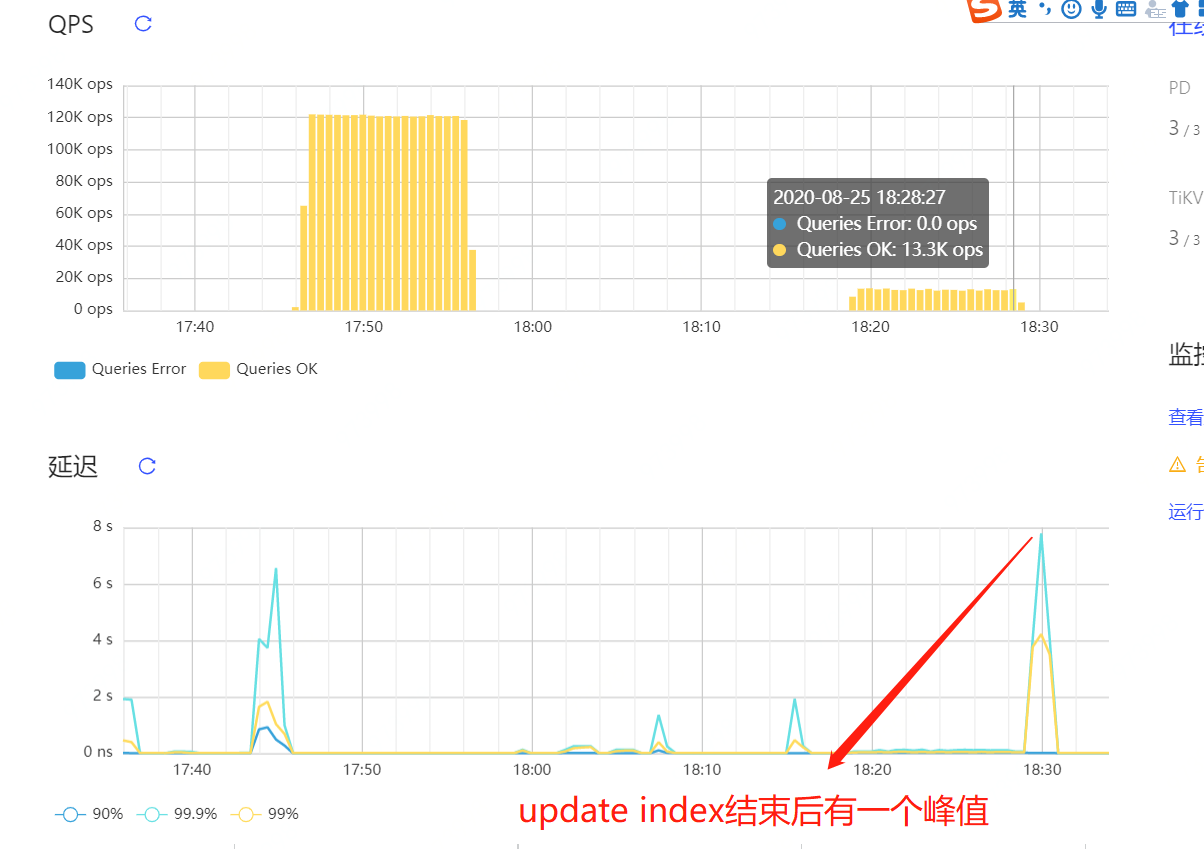 英
QPS
在线
PD
3 / 3
TiKV
3 / 3
140K ops
120K ops
100K ops
80K ops
60K ops
40K ops
20K ops
0 ops
2020-08-25 18:28:27
Queries Error: 0.0 ops
Queries OK: 13.3K ops
17:40 17:50 18:00 18:10 18:20 18:30
Queries Error Queries OK
监控
查看
运行
延迟
8 s
6 s
4 s
2 s
0 ns
17:40 17:50 18:00 18:10 18:20 18:30
90% 99.9% 99%
update index结束后有一个峰值